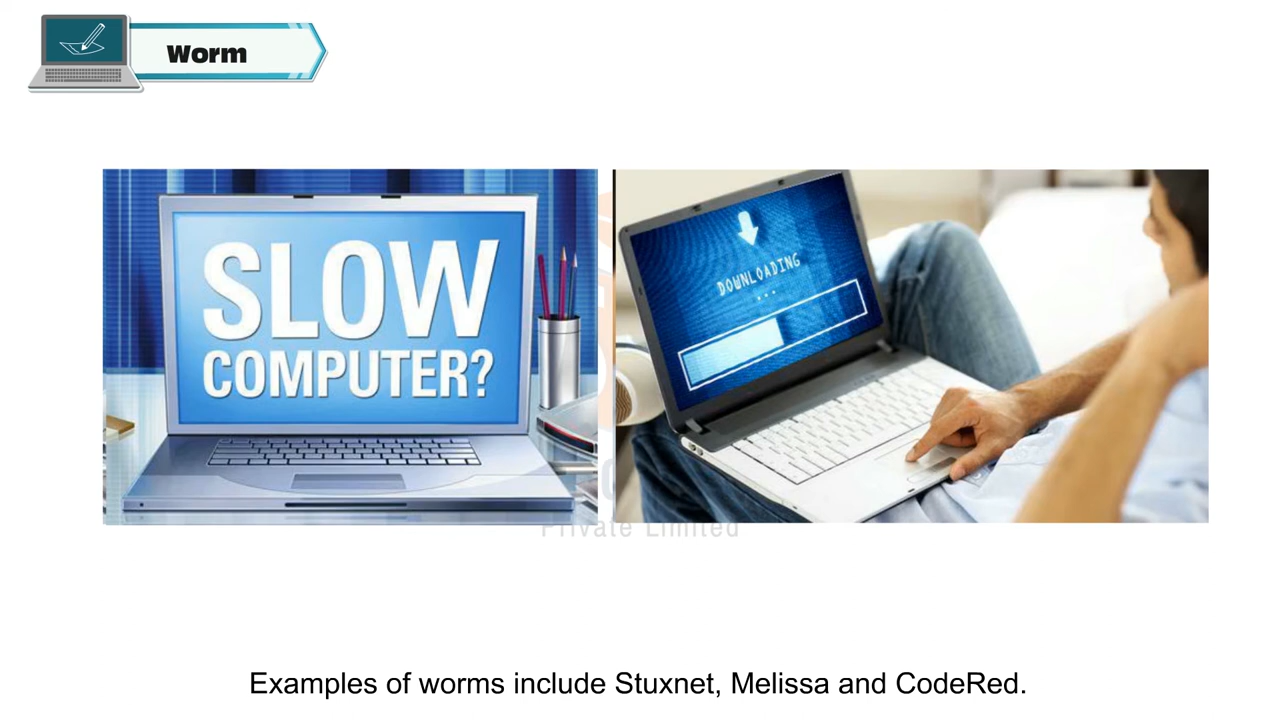 Worm
SLOW
COMPUTER?
DOWNLOADING
...
Private Limited
Examples of worms include Stuxnet, Melissa and CodeRed.